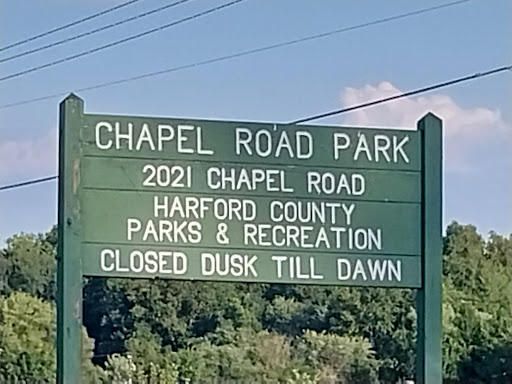 CHAPEL ROAD PARK
2021 CHAPEL ROAD
HARFORD COUNTY
PARKS & RECREATION
CLOSED DUSK TILL DAWN